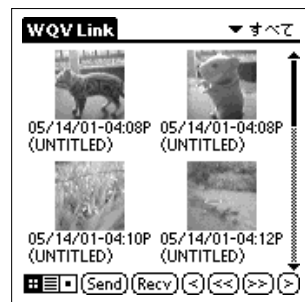 WQV Link ▼ すべて
05/14/01-04:08P 05/14/01-04:08P
(UNTITLED) (UNTITLED)
05/14/01-04:10P 05/14/01-04:12P
(UNTITLED) (UNTITLED)
Send Recv < << >> >